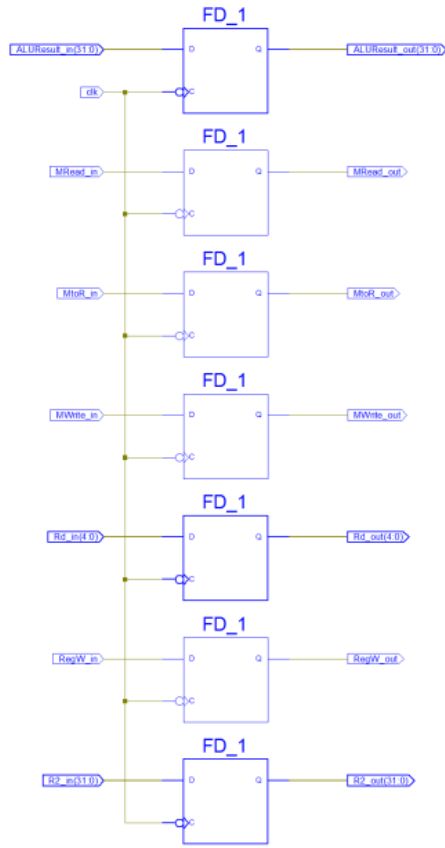 FD_1
ALUResult_in(31:0) D Q ALUResult_out(31:0)
clk C
FD_1
MRead_in D Q MRead_out
C
FD_1
MtoR_in D Q MtoR_out
C
FD_1
MWrite_in D Q MWrite_out
C
FD_1
Rd_in(4:0) D Q Rd_out(4:0)
C
FD_1
RegW_in D Q RegW_out
C
FD_1
R2_in(31:0) D Q R2_out(31:0)
C